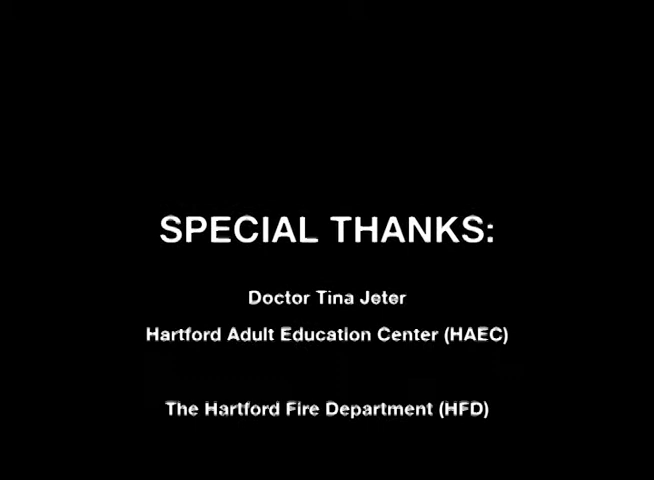 SPECIAL THANKS:
Doctor Tina Jeter
Hartford Adult Education Center (HAEC)
The Hartford Fire Department (HFD)